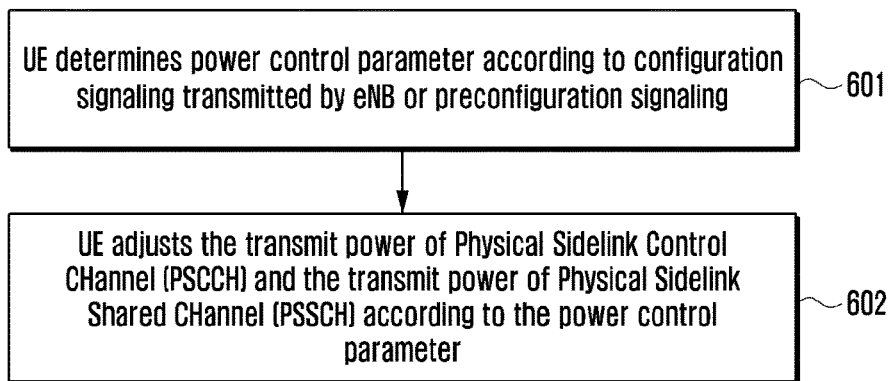 UE determines power control parameter according to configuration
signaling transmitted by eNB or preconfiguration signaling
601
UE adjusts the transmit power of Physical Sidelink Control
CHannel (PSCCH) and the transmit power of Physical Sidelink
Shared CHannel (PSSCH) according to the power control
parameter
602